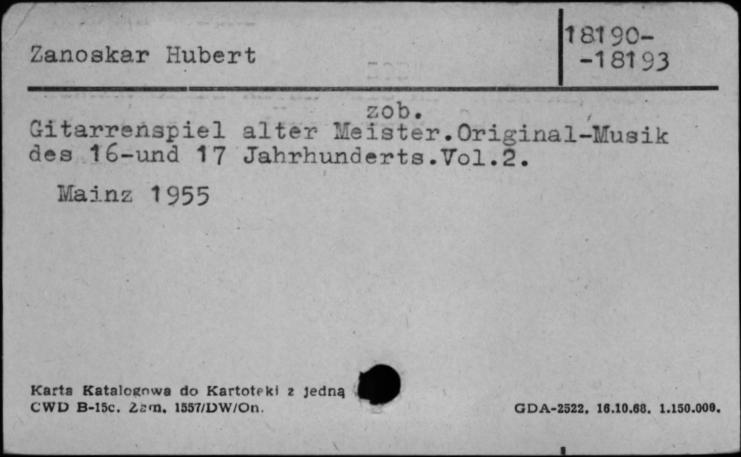 Zanoskar Hubert
18190-
-18193
zob.
Gitarrenspiel alter Meister.Original-Musik
des 16-und 17 Jahrhunderts.Vol.2.
Mainz 1955
Karta Katalogowa do Kartoteki z jedną
CWD B-15c. Zam. 1557/DW/On.
GDA-2522. 16.10.68. 1.150.000.